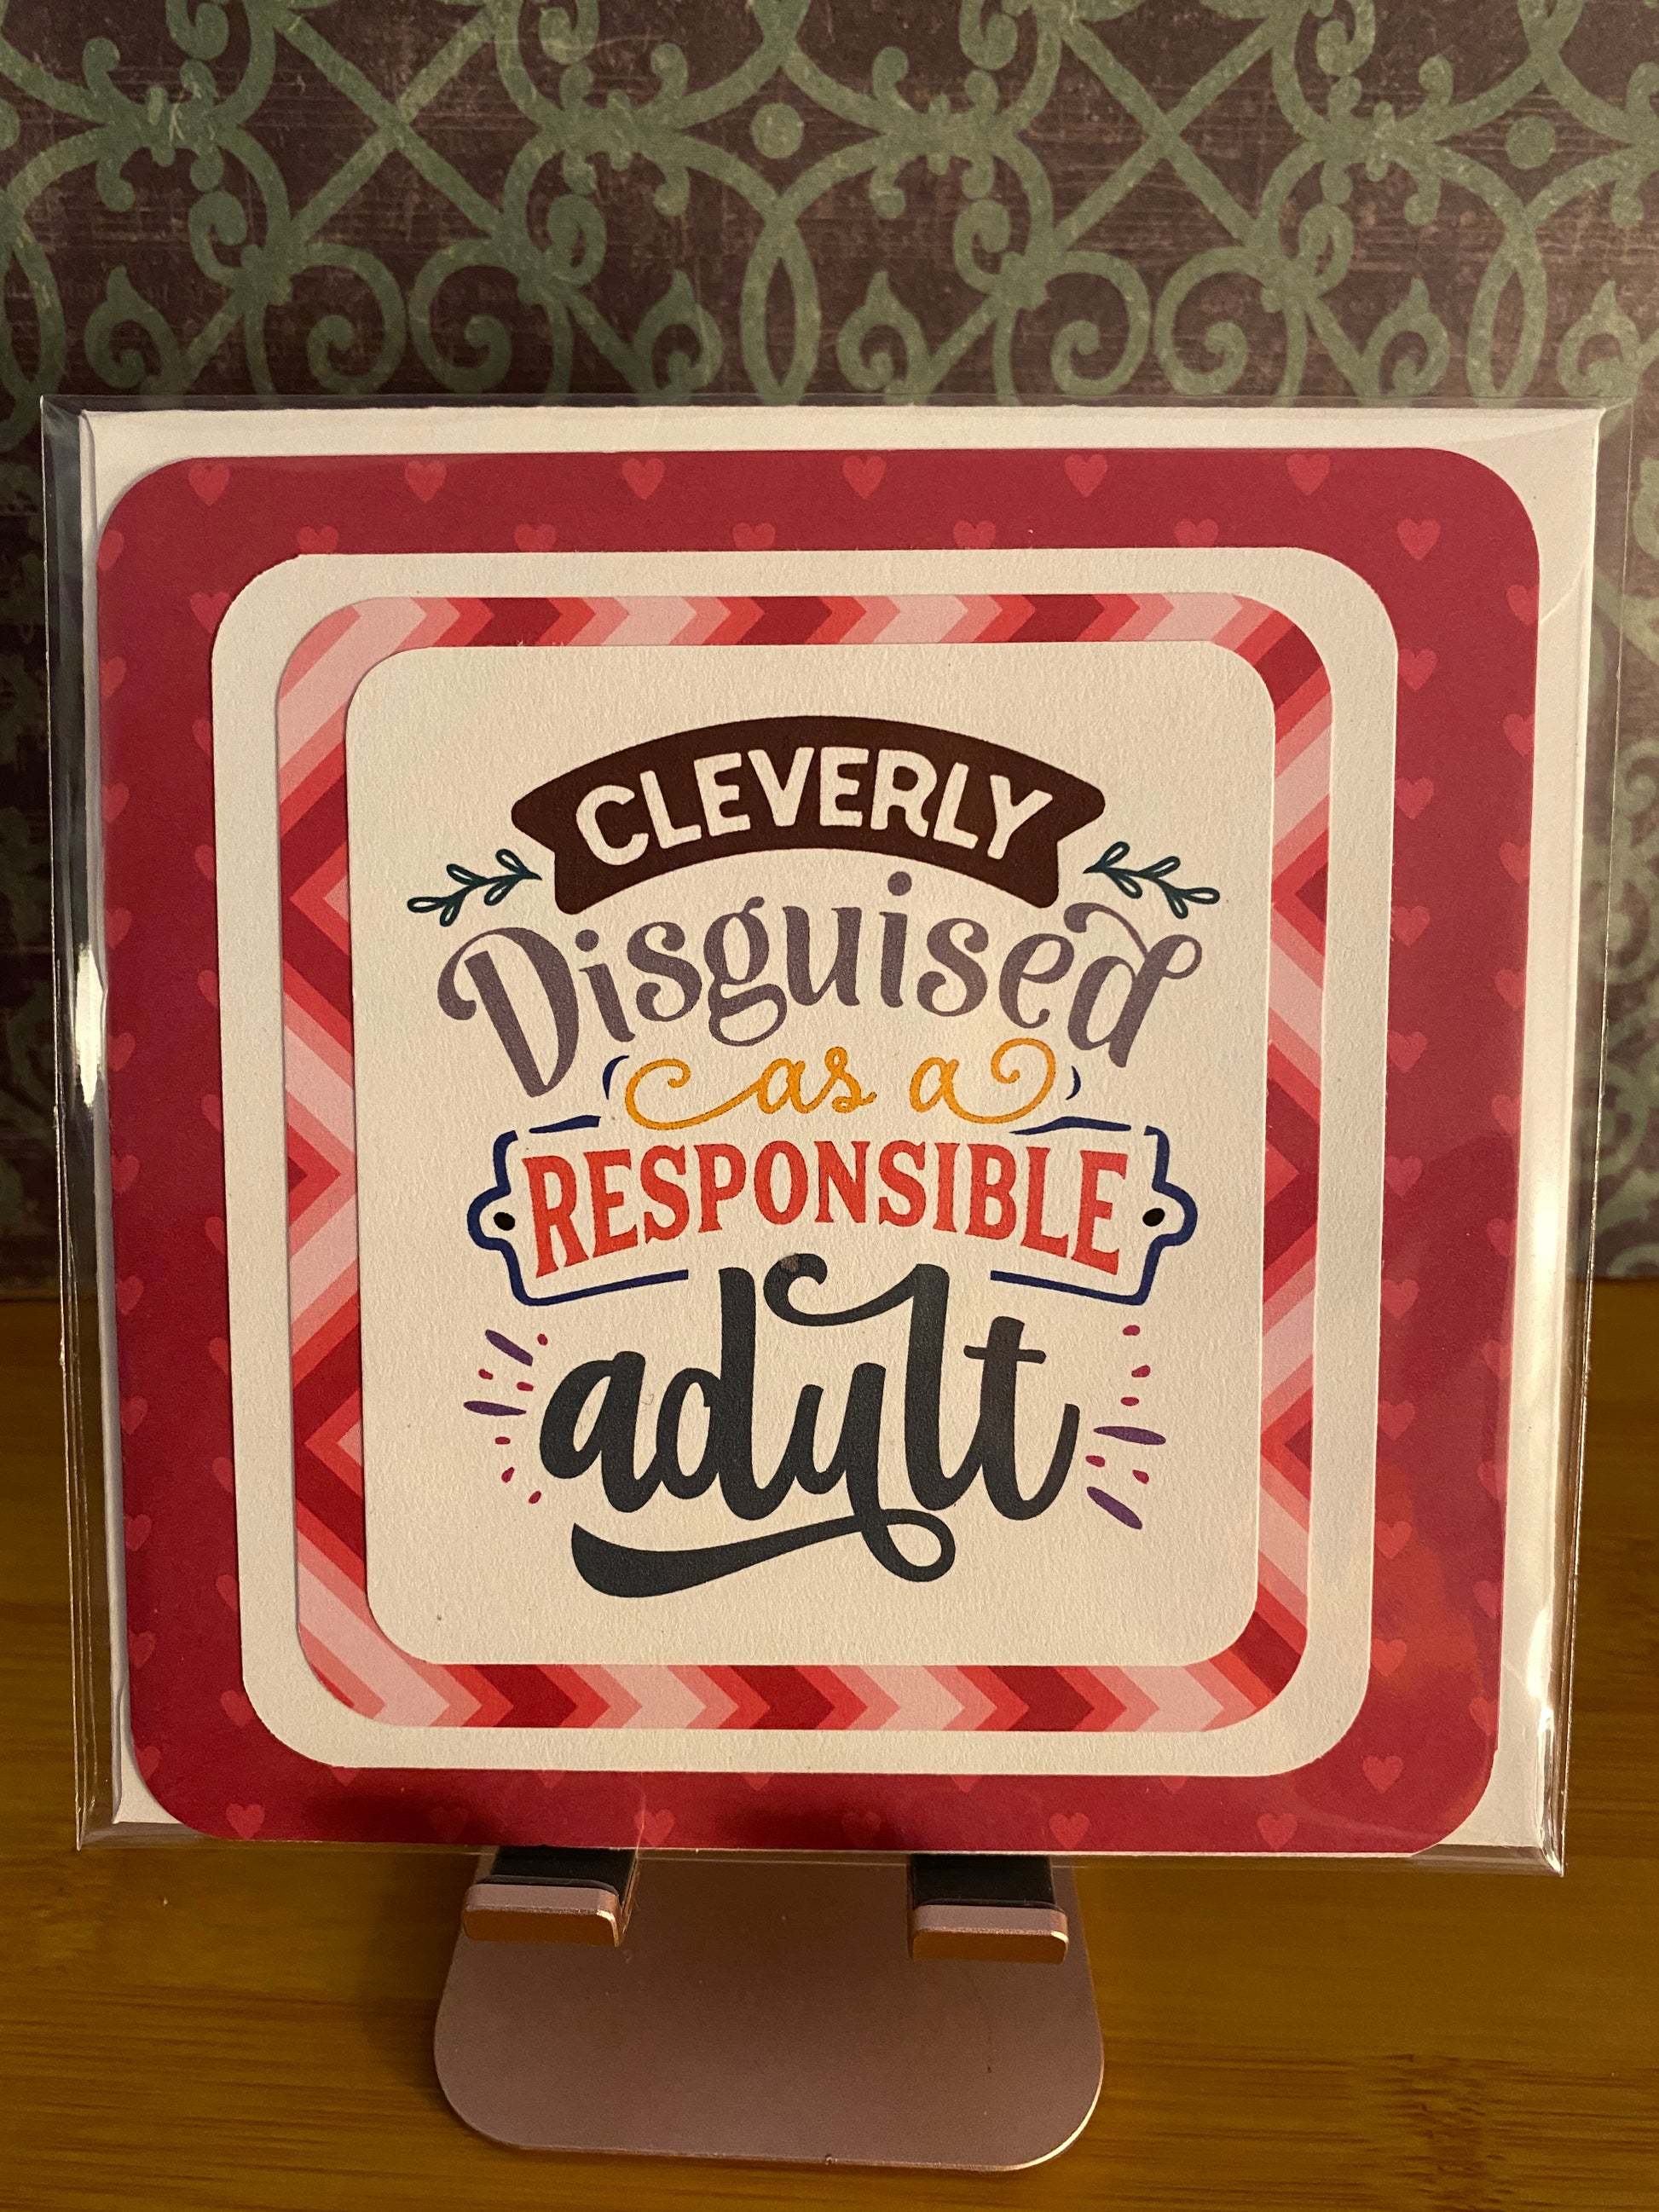 CLEVERLY
Disguised
as a
RESPONSIBLE
adult